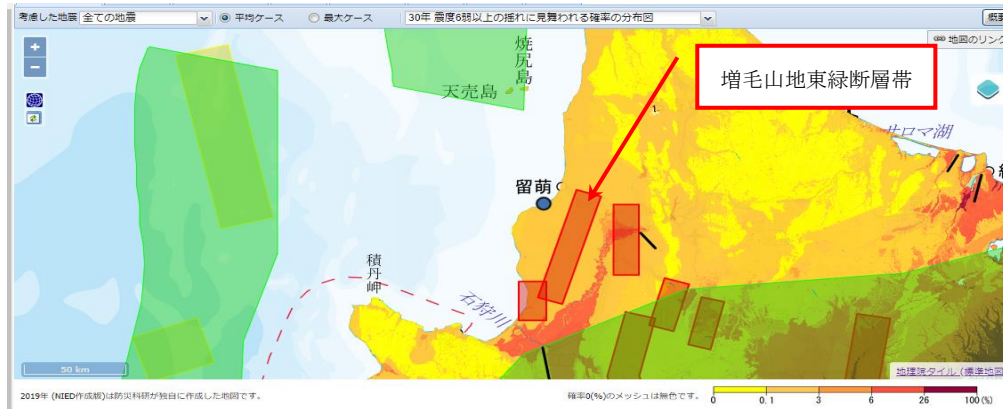 考慮した地震 全ての地震 平均ケース 最大ケース 30年 震度6弱以上の揺れに見舞われる確率の分布図
地図のリンク
+
−
焼尻島
天売島
増毛山地東緑断層帯
サロマ湖
留萌
積丹岬
石狩川
50 km
地理院タイル (標準地図
2019年 (NIED作成版)は防災科研が独自に作成した地図です。
確率0(%)のメッシュは無色です。
0 0.1 3 6 26 100 (%)